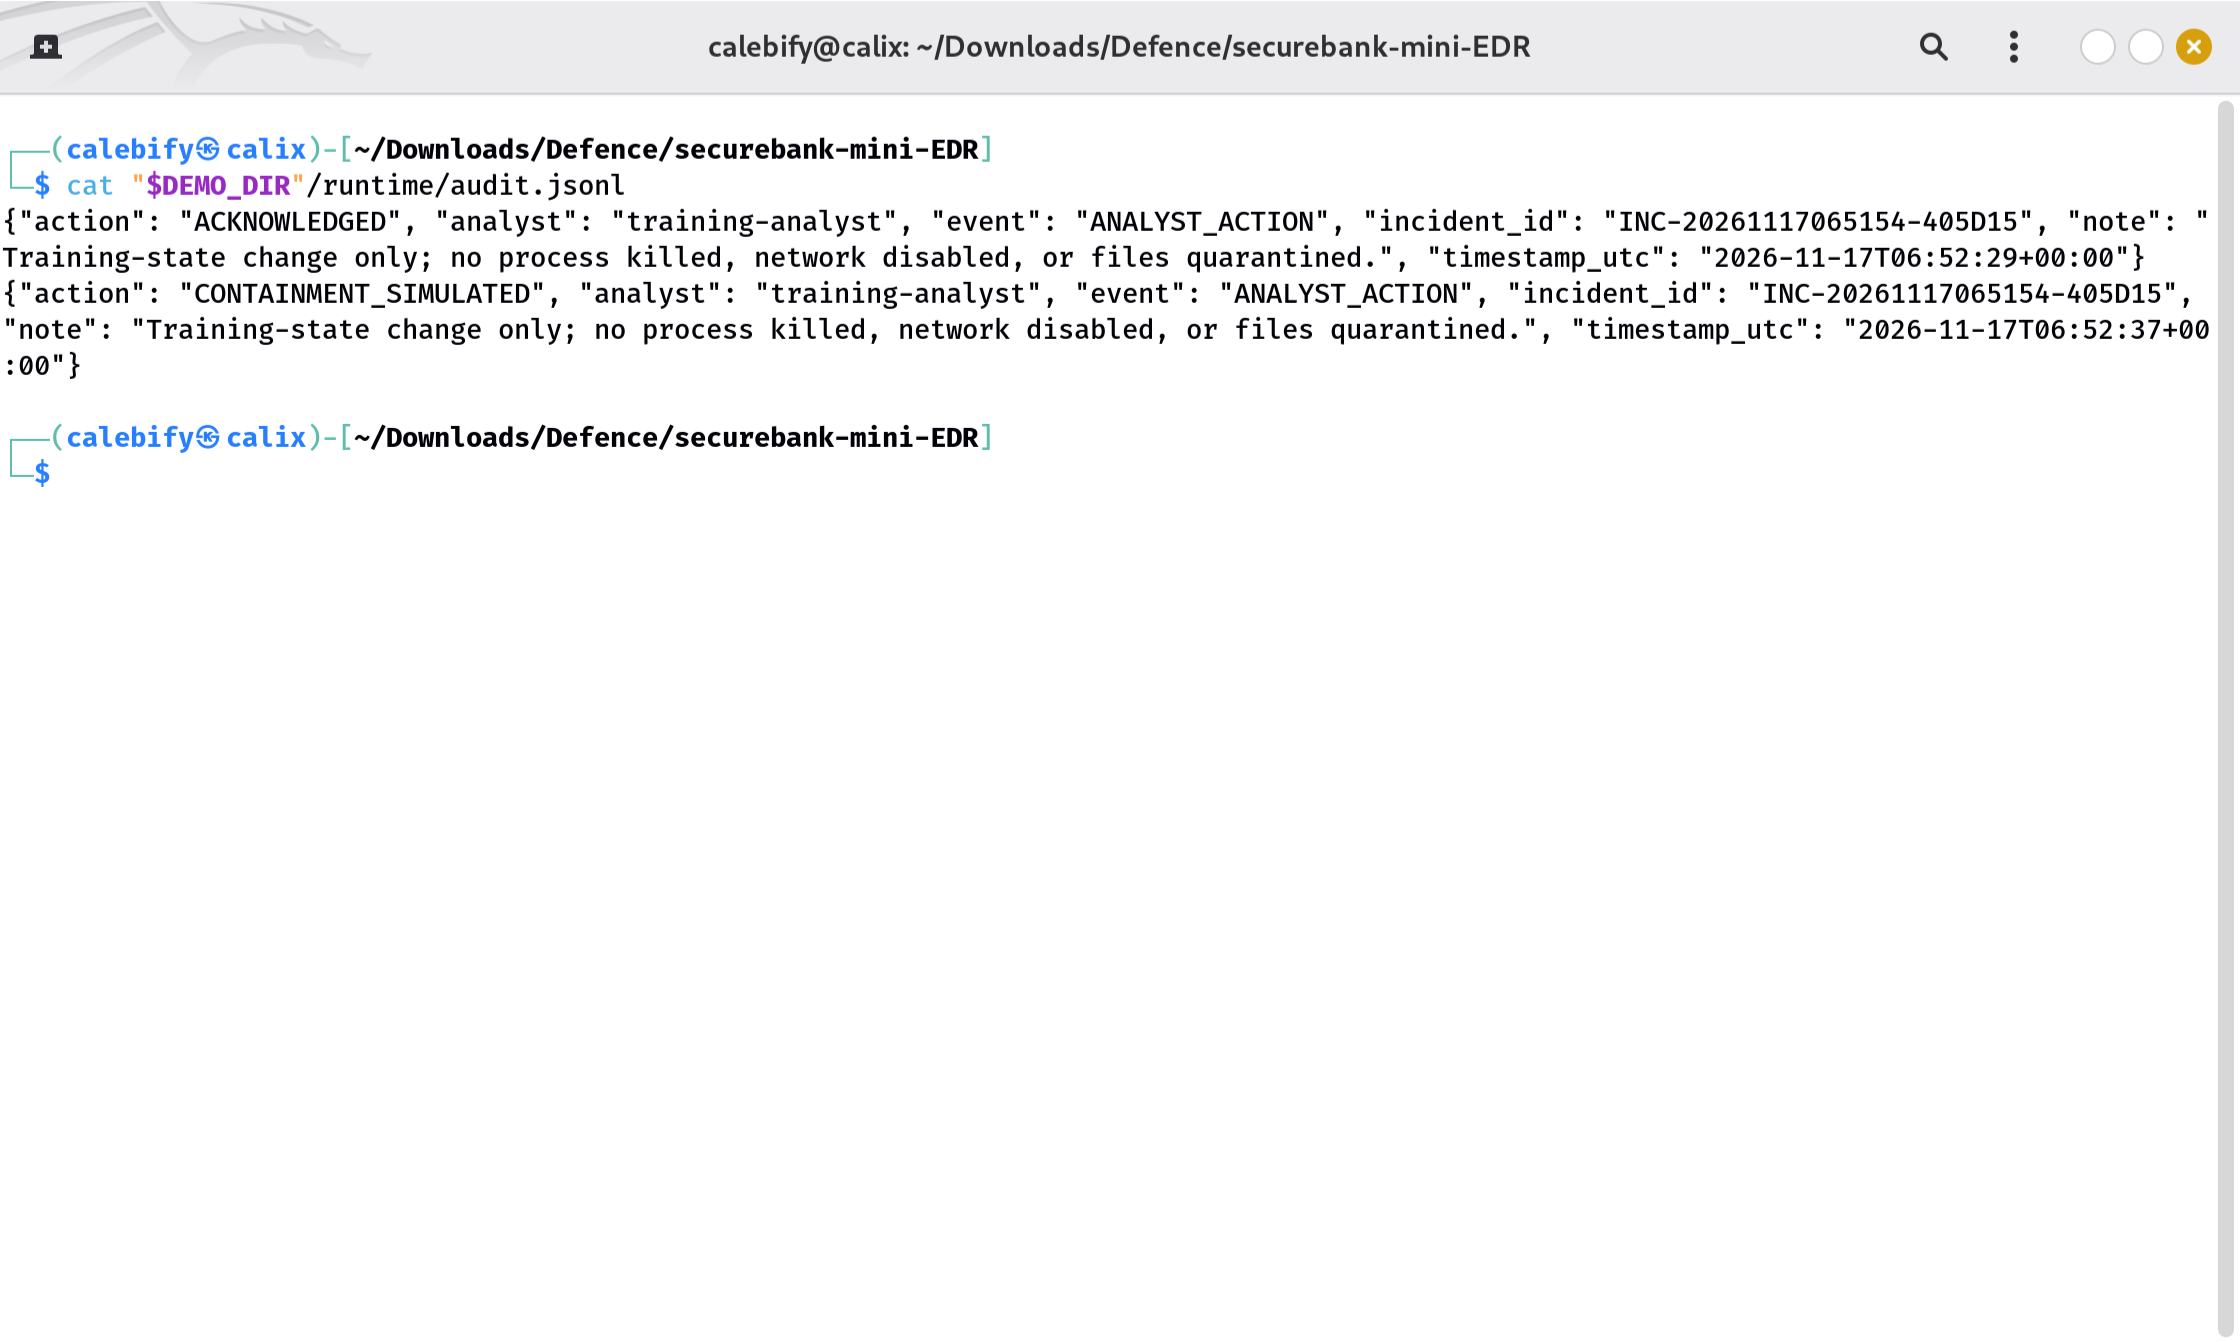 calebify@calix: ~/Downloads/Defence/securebank-mini-EDR
┌──(calebify㉿calix)-[~/Downloads/Defence/securebank-mini-EDR]
└─$ cat "$DEMO_DIR"/runtime/audit.jsonl
{"action": "ACKNOWLEDGED", "analyst": "training-analyst", "event": "ANALYST_ACTION", "incident_id": "INC-20261117065154-405D15", "note": "
Training-state change only; no process killed, network disabled, or files quarantined.", "timestamp_utc": "2026-11-17T06:52:29+00:00"}
{"action": "CONTAINMENT_SIMULATED", "analyst": "training-analyst", "event": "ANALYST_ACTION", "incident_id": "INC-20261117065154-405D15",
"note": "Training-state change only; no process killed, network disabled, or files quarantined.", "timestamp_utc": "2026-11-17T06:52:37+00
:00"}
┌──(calebify㉿calix)-[~/Downloads/Defence/securebank-mini-EDR]
└─$